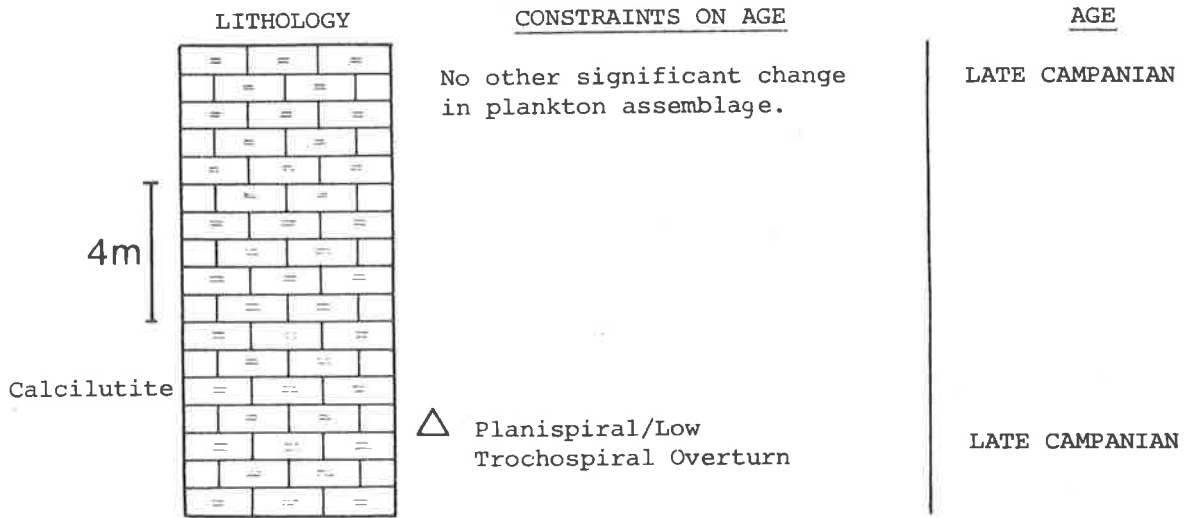 LITHOLOGY
CONSTRAINTS ON AGE
AGE
No other significant change
in plankton assemblage.
LATE CAMPANIAN
4m
Calcilutite
△ Planispiral/Low
Trochospiral Overturn
LATE CAMPANIAN